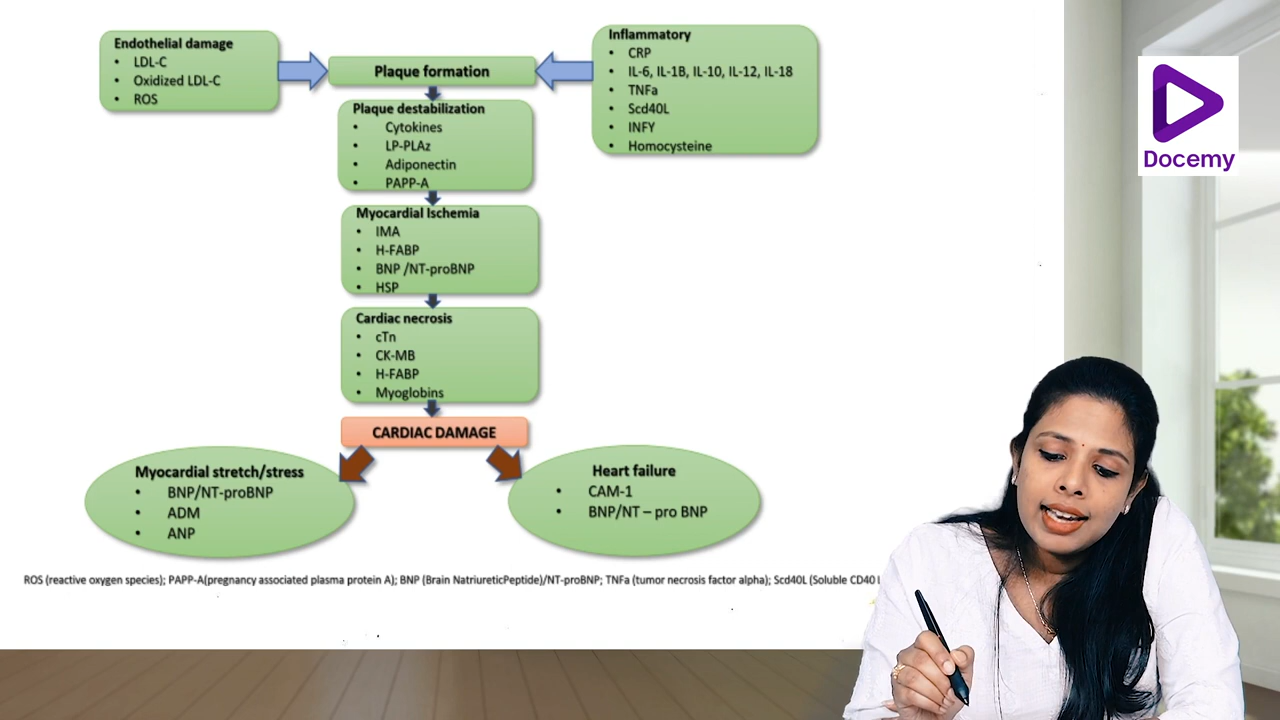 Endothelial damage
• LDL-C
• Oxidized LDL-C
• ROS
Plaque formation
Inflammatory
• CRP
• IL-6, IL-1B, IL-10, IL-12, IL-18
• TNFa
• Scd40L
• INFY
• Homocysteine
Plaque destabilization
• Cytokines
• LP-PLAz
• Adiponectin
• PAPP-A
Myocardial Ischemia
• IMA
• H-FABP
• BNP /NT-proBNP
• HSP
Cardiac necrosis
• cTn
• CK-MB
• H-FABP
• Myoglobins
CARDIAC DAMAGE
Myocardial stretch/stress
• BNP/NT-proBNP
• ADM
• ANP
Heart failure
• CAM-1
• BNP/NT – pro BNP
ROS (reactive oxygen species); PAPP-A(pregnancy associated plasma protein A); BNP (Brain NatriureticPeptide)/NT-proBNP; TNFa (tumor necrosis factor alpha); Scd40L (Soluble CD40
Docemy